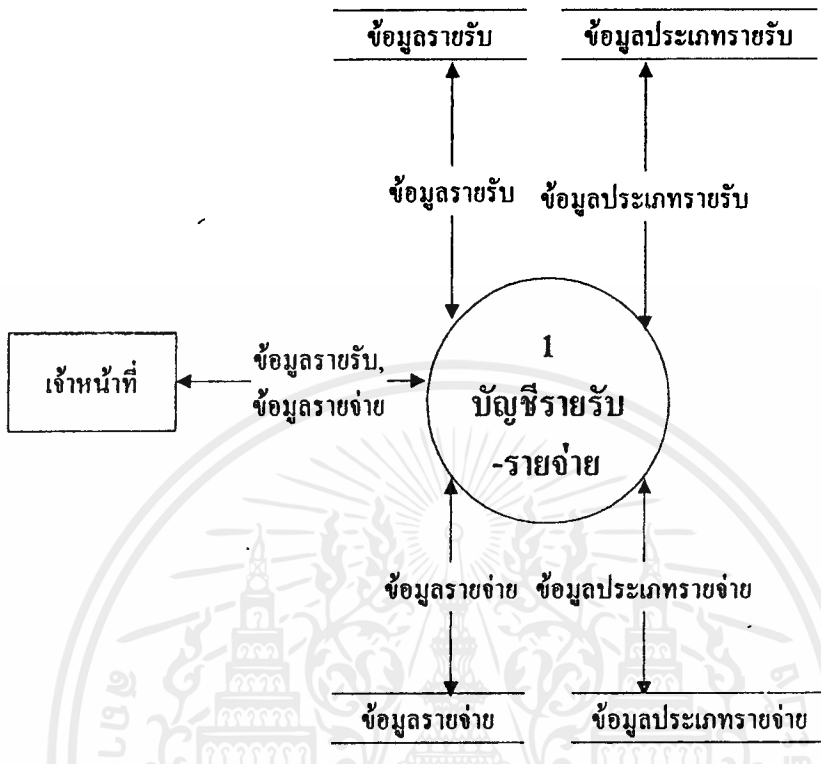 ข้อมูลรายรับ
ข้อมูลประเภทรายรับ
ข้อมูลรายรับ
ข้อมูลประเภทรายรับ
เจ้าหน้าที่
ข้อมูลรายรับ,
ข้อมูลรายจ่าย
1
บัญชีรายรับ
-รายจ่าย
ข้อมูลรายจ่าย
ข้อมูลประเภทรายจ่าย
ข้อมูลรายจ่าย
ข้อมูลประเภทรายจ่าย